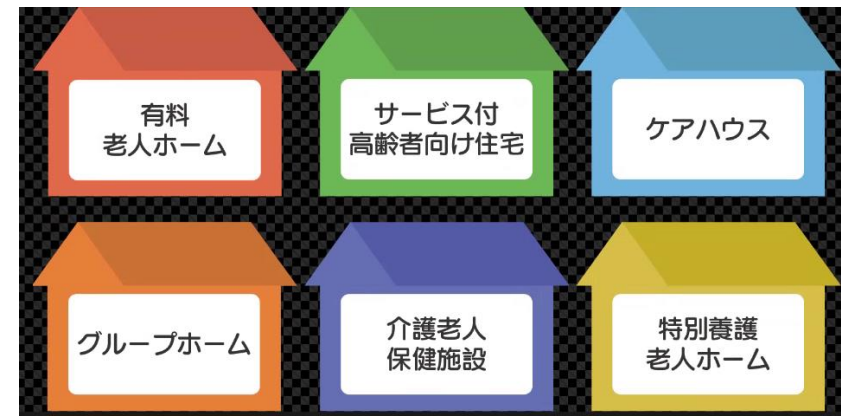 有料
老人ホーム
サービス付
高齢者向け住宅
ケアハウス
グループホーム
介護老人
保健施設
特別養護
老人ホーム